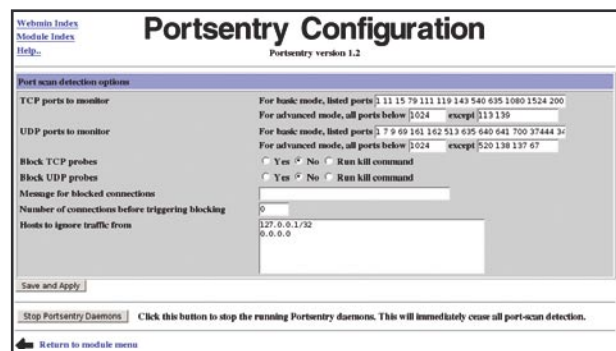 Webmin Index
Module Index
Help..
Portsentry Configuration
Portsentry version 1.2
Port scan detection options
TCP ports to monitor
For basic mode, listed ports 1 11 15 79 111 119 143 540 635 1080 1524 200
For advanced mode, all ports below 1024 except 113 139
UDP ports to monitor
For basic mode, listed ports 1 7 9 69 161 162 513 635 640 641 700 37444 34
For advanced mode, all ports below 1024 except 520 138 137 67
Block TCP probes
Yes No Run kill command
Block UDP probes
Yes No Run kill command
Message for blocked connections
Number of connections before triggering blocking
0
Hosts to ignore traffic from
127.0.0.1/32
0.0.0.0
Save and Apply
Stop Portsentry Daemons Click this button to stop the running Portsentry daemons. This will immediately cease all port-scan detection.
Return to module menu